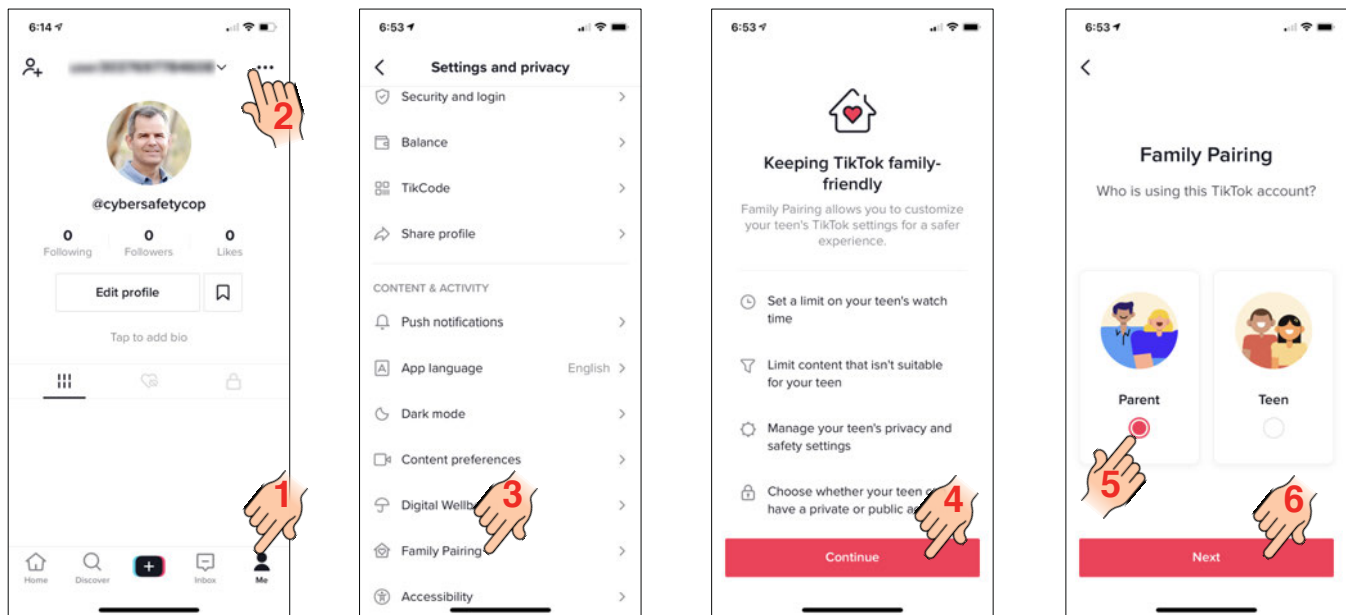 6:14
2
@cybersafetycop
0 0 0
Following Followers Likes
Edit profile
Tap to add bio
1
+
Home Discover Inbox Me
6:53
Settings and privacy
Security and login
Balance
TikCode
Share profile
CONTENT & ACTIVITY
Push notifications
A App language English
Dark mode
Content preferences
Digital
3
Family Pairing
Accessibility
6:53
Keeping TikTok family-
friendly
Family Pairing allows you to customize
your teen's TikTok settings for a safer
experience.
Set a limit on your teen's watch
time
Limit content that isn't suitable
for your teen
Manage your teen's privacy and
safety settings
Choose whether your teen
have a private or public
4
Continue
6:53
Family Pairing
Who is using this TikTok account?
Parent Teen
5
6
Next